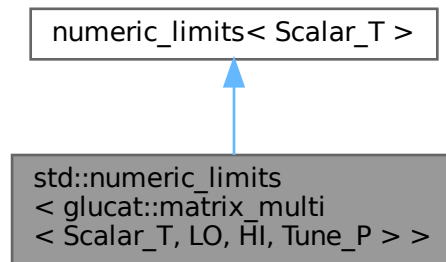 numeric_limits< Scalar_T >
std::numeric_limits
< glucat::matrix_multi
< Scalar_T, LO, HI, Tune_P > >